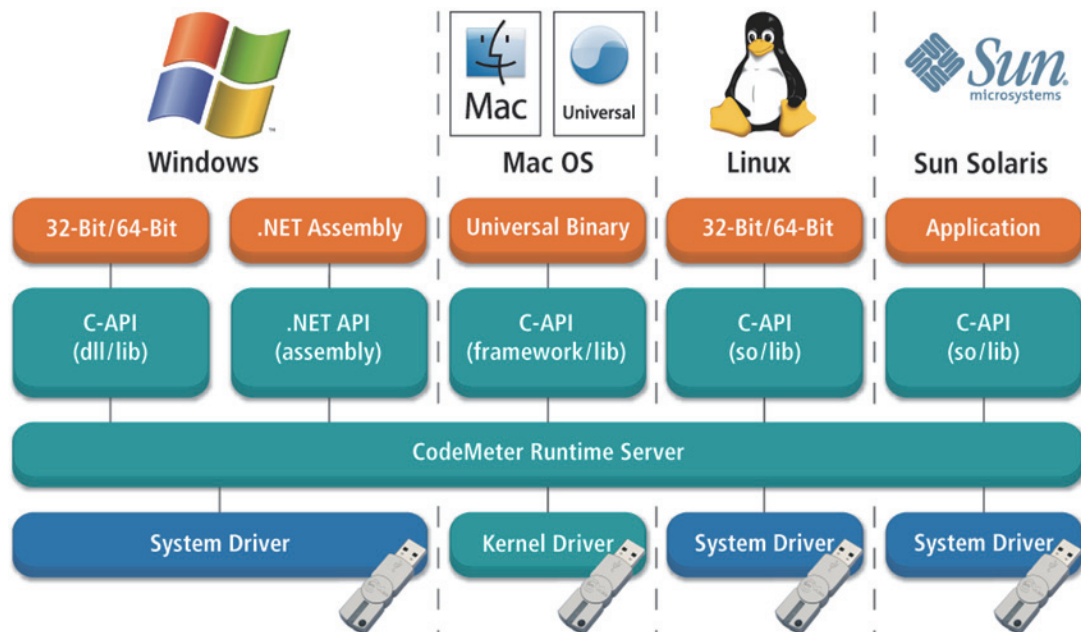 Mac
Universal
Sun
microsystems
™
Windows
Mac OS
Linux
Sun Solaris
32-Bit/64-Bit
.NET Assembly
Universal Binary
32-Bit/64-Bit
Application
C-API
(dll/lib)
.NET API
(assembly)
C-API
(framework/lib)
C-API
(so/lib)
C-API
(so/lib)
CodeMeter Runtime Server
System Driver
Kernel Driver
System Driver
System Driver